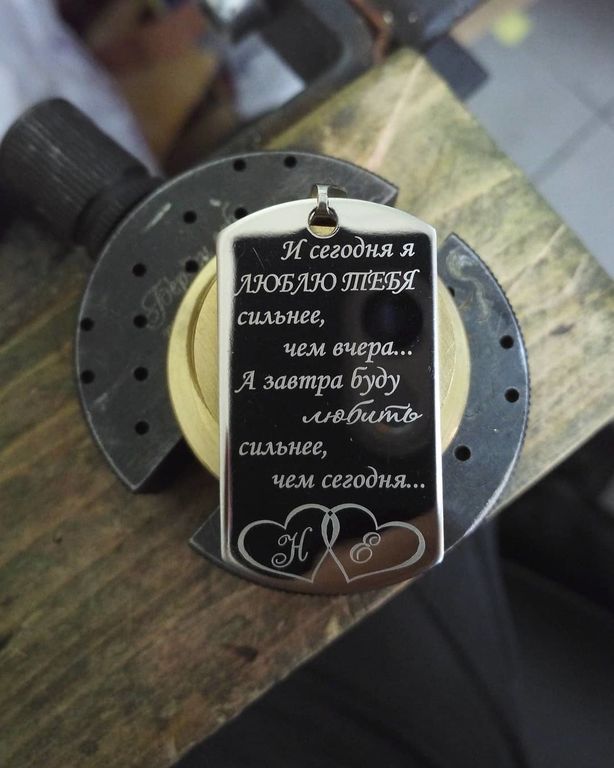 И сегодня я
ЛЮБЛЮ ТЕБЯ
сильнее,
чем вчера...
А завтра буду
любить
сильнее,
чем сегодня...
Н Е